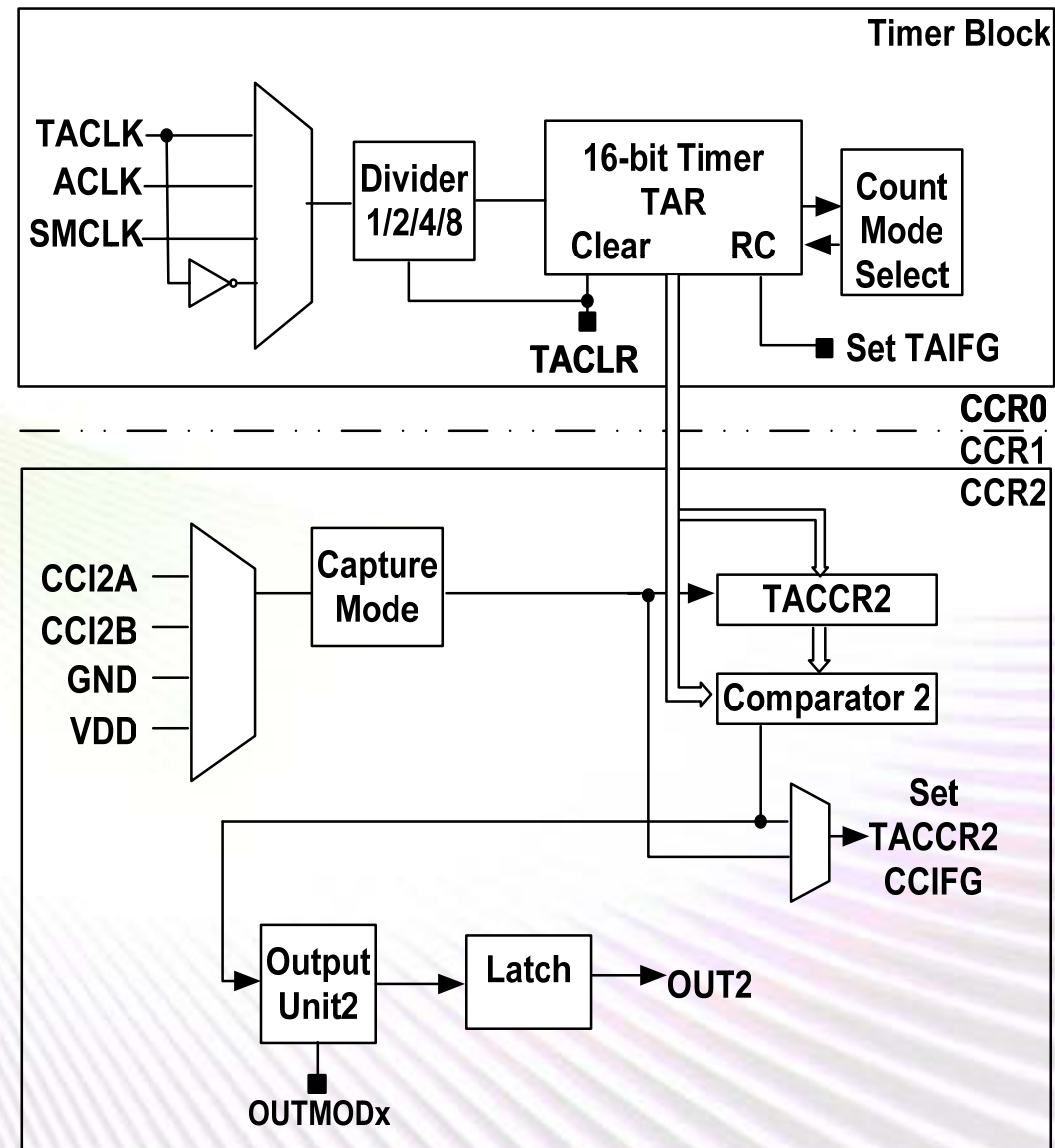 Timer Block
TACLK
ACLK
SMCLK
Divider
1/2/4/8
16-bit Timer
TAR
Clear RC
Count
Mode
Select
TACLR
Set TAIFG
CCR0
CCR1
CCR2
CCI2A
CCI2B
GND
VDD
Capture
Mode
TACCR2
Comparator 2
Set
TACCR2
CCIFG
Output
Unit2
Latch
OUT2
OUTMODx